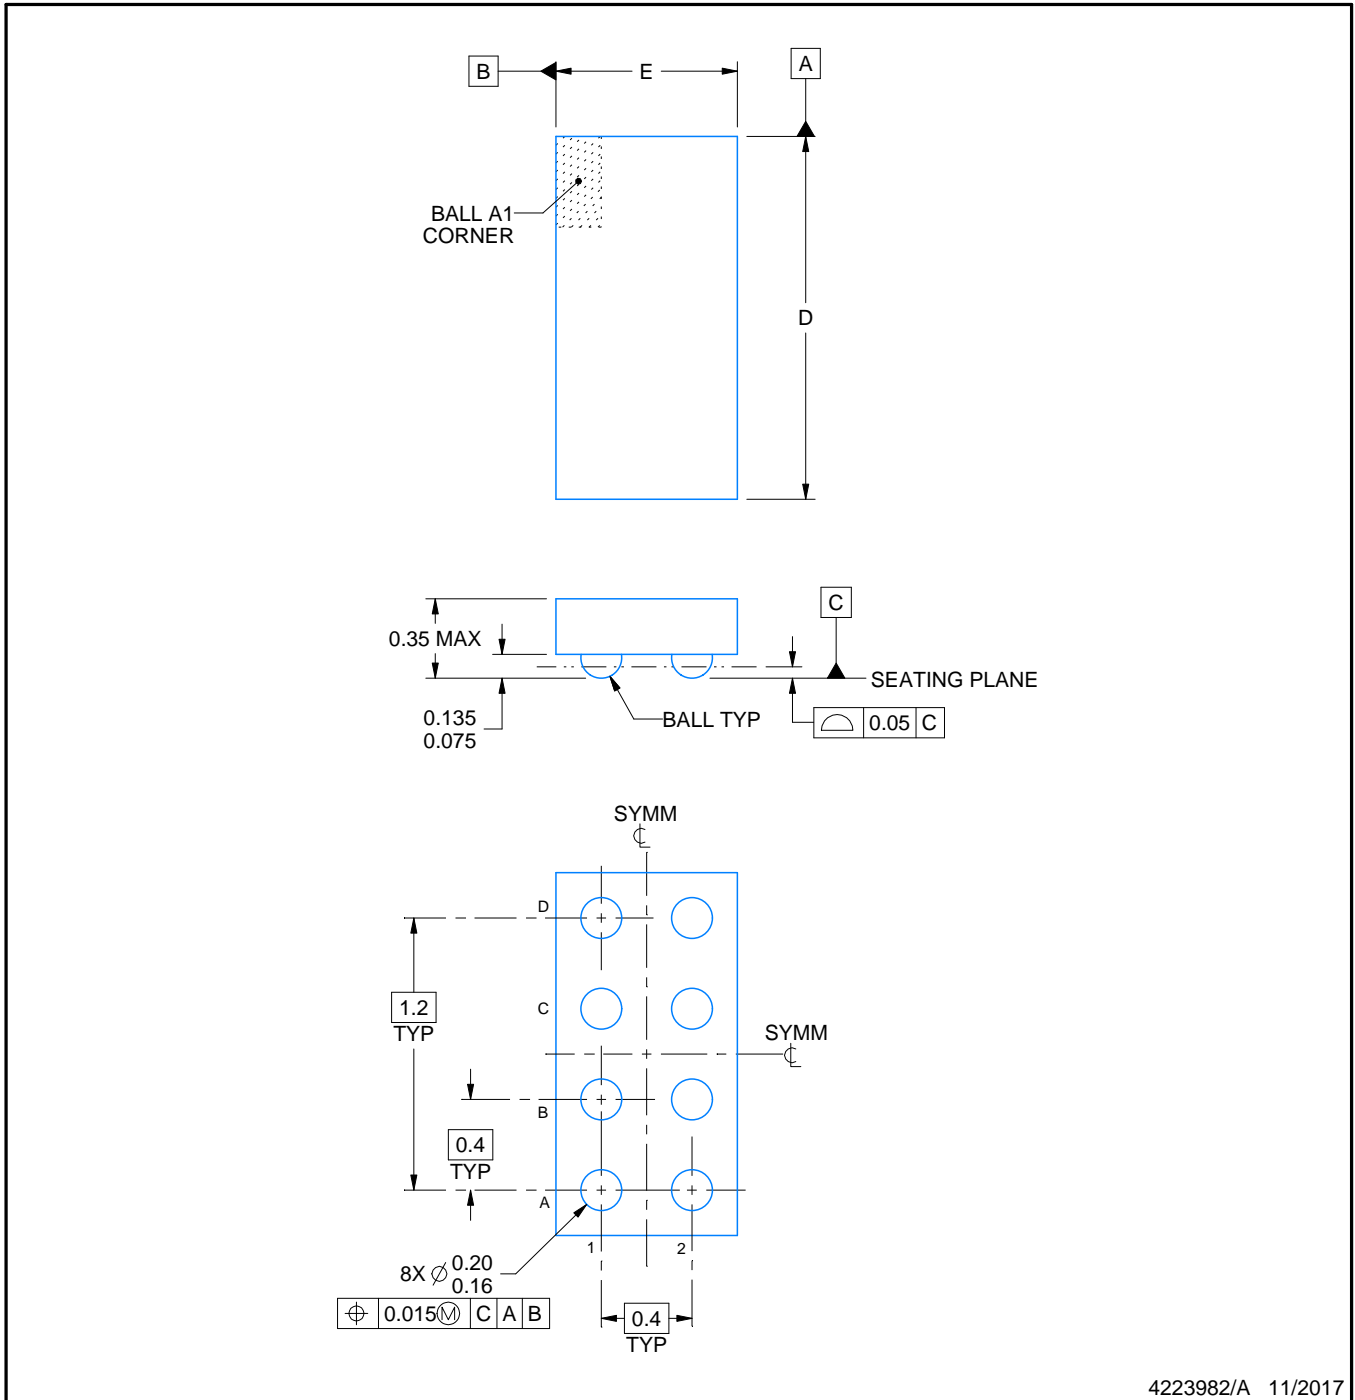 B
E
A
BALL A1
CORNER
D
0.35 MAX
C
SEATING PLANE
0.135
0.075
BALL TYP
0.05 C
SYMM
D
1.2
TYP
C
SYMM
B
0.4
TYP
A
1 2
8X ⌀ 0.20
0.16
⌖ 0.015Ⓜ C A B
0.4
TYP
4223982/A 11/2017